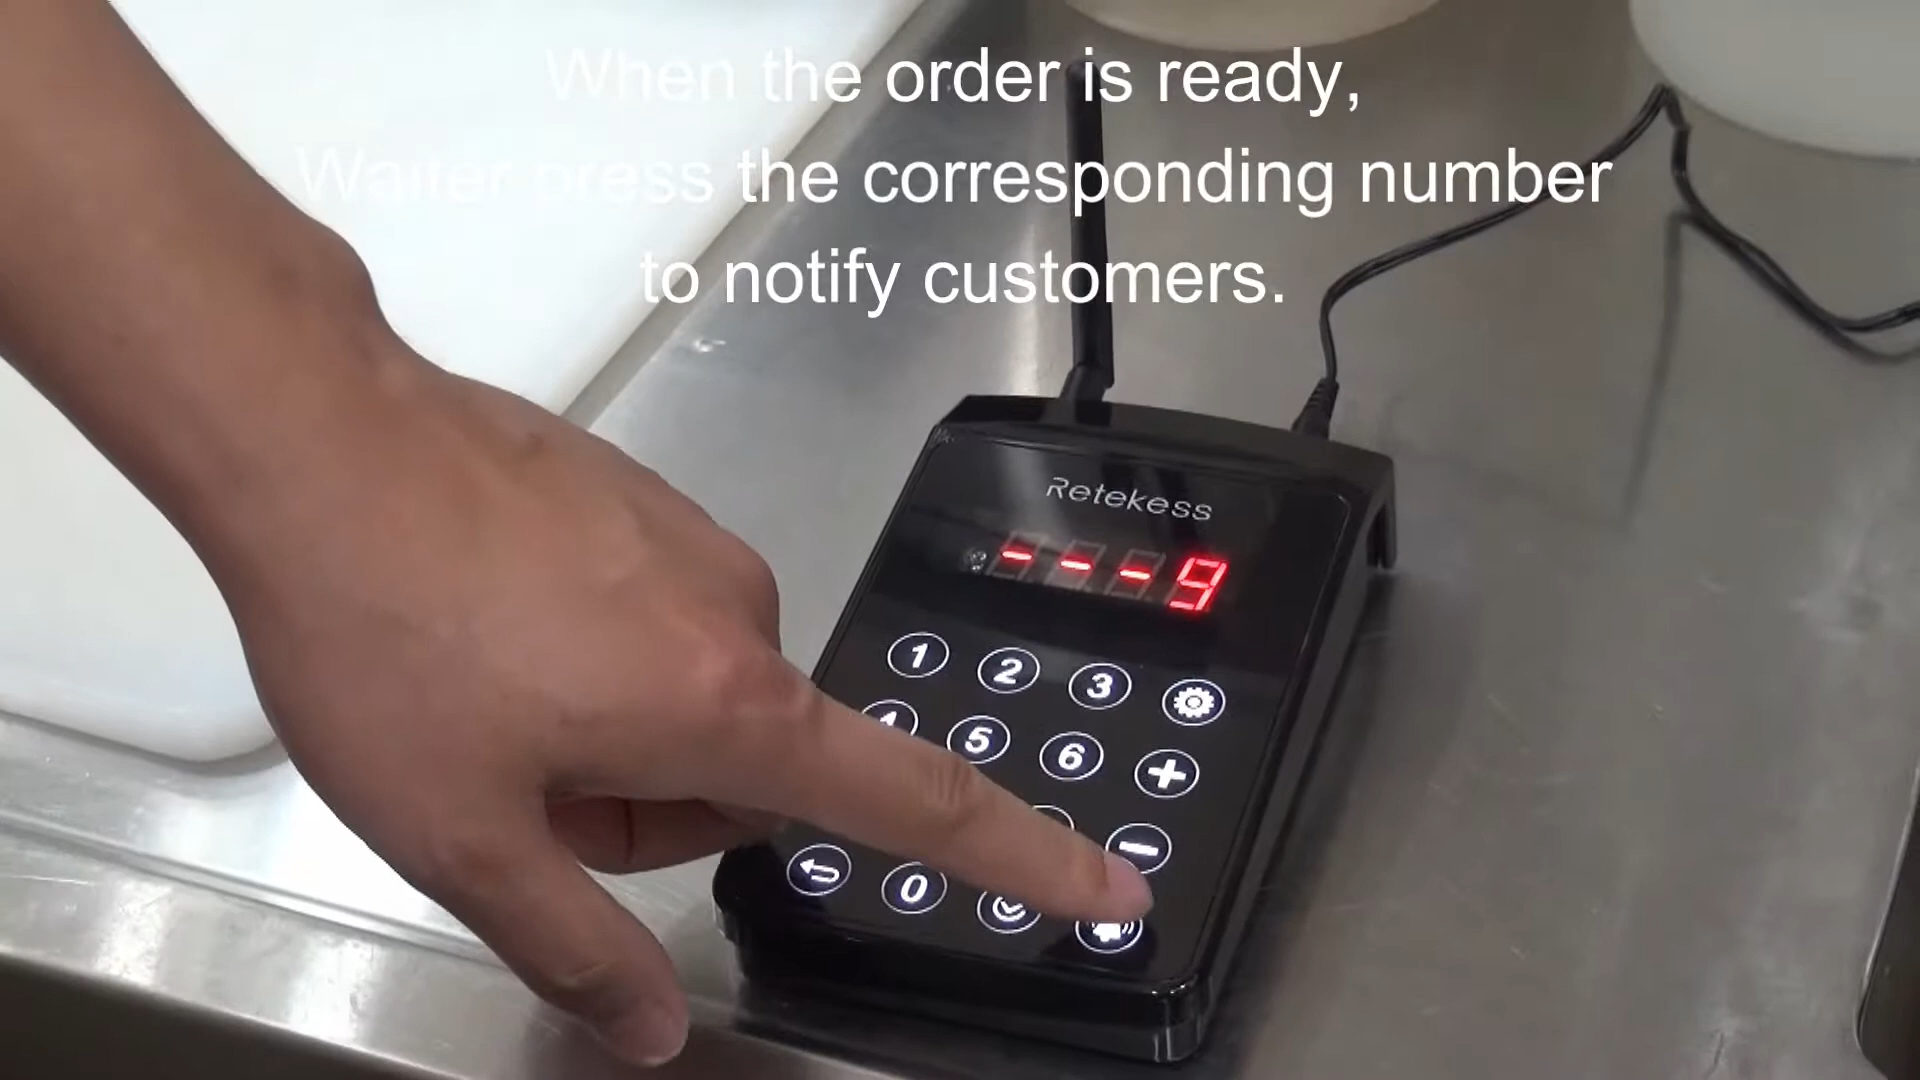 When the order is ready,
Waiter press the corresponding number
to notify customers.
Retekess
---9
1 2 3
4 5 6
0